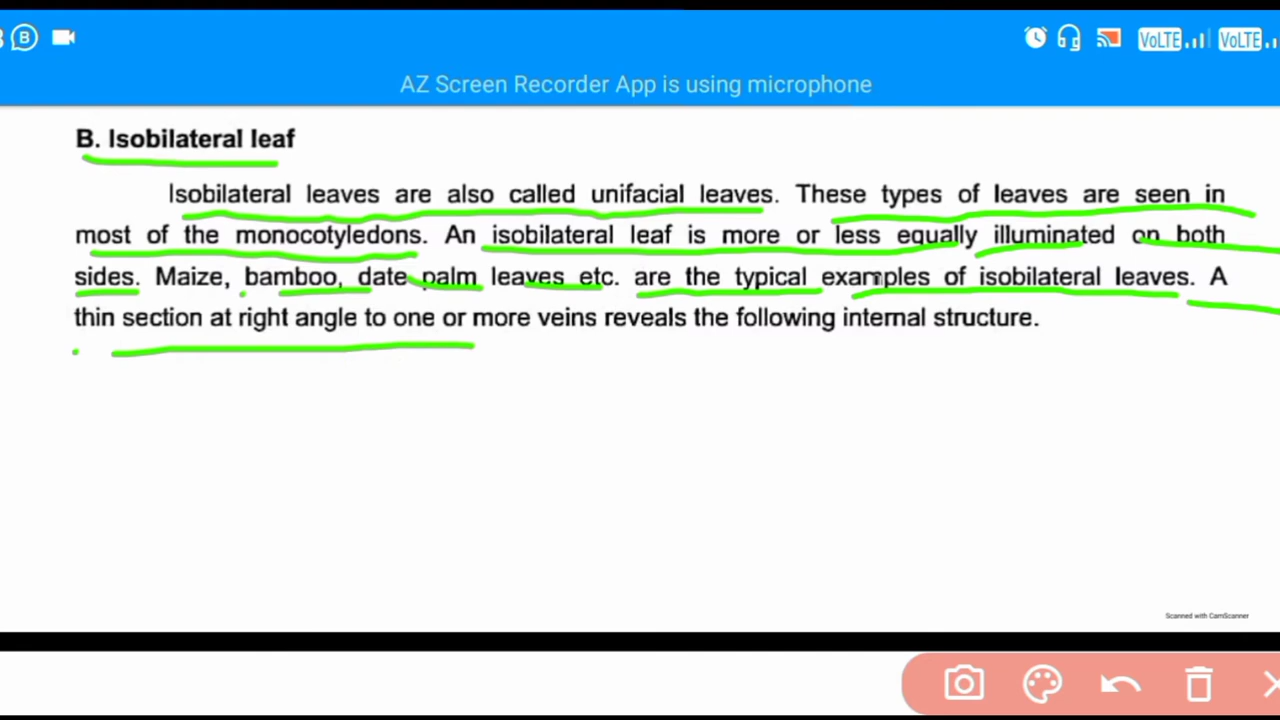 VoLTE VoLTE
AZ Screen Recorder App is using microphone
B. Isobilateral leaf
Isobilateral leaves are also called unifacial leaves. These types of leaves are seen in
most of the monocotyledons. An isobilateral leaf is more or less equally illuminated on both
sides. Maize, bamboo, date palm leaves etc. are the typical examples of isobilateral leaves. A
thin section at right angle to one or more veins reveals the following internal structure.
Scanned with CamScanner